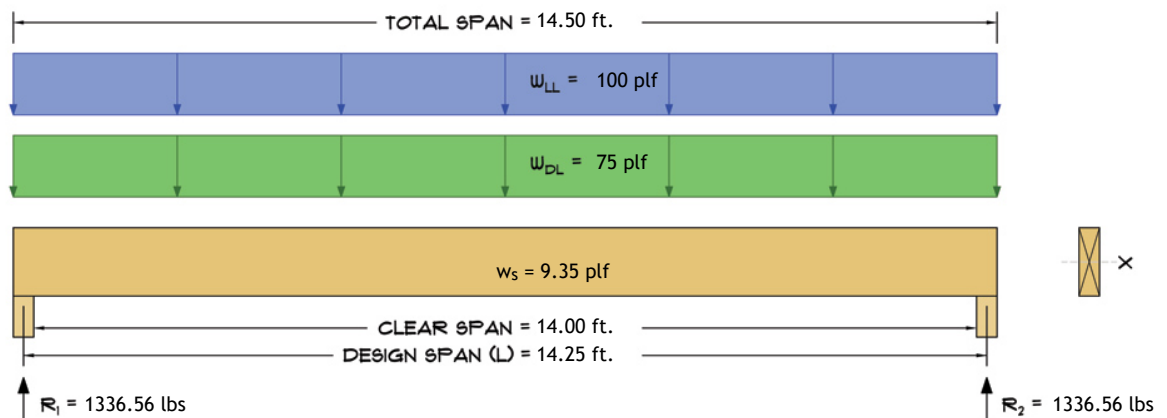 TOTAL SPAN = 14.50 ft.
WLL = 100 plf
WDL = 75 plf
ws = 9.35 plf
X
CLEAR SPAN = 14.00 ft.
DESIGN SPAN (L) = 14.25 ft.
R1 = 1336.56 lbs
R2 = 1336.56 lbs